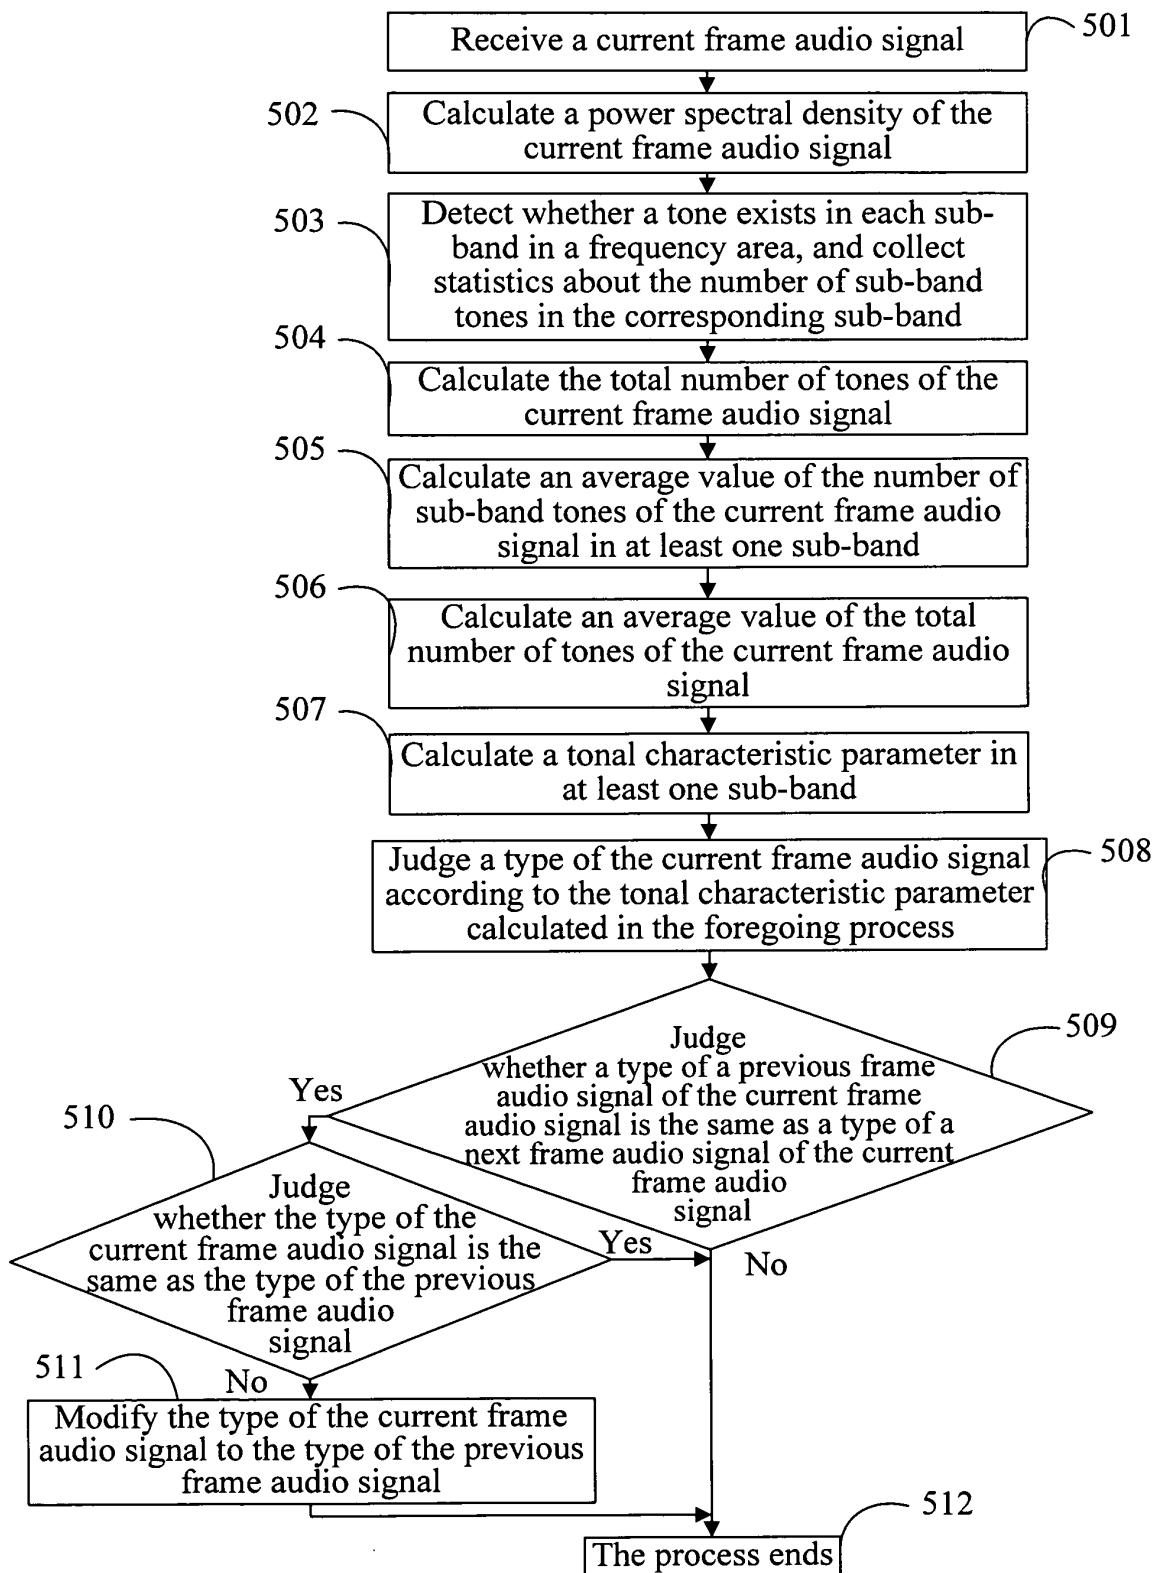 501
Receive a current frame audio signal
502
Calculate a power spectral density of the
current frame audio signal
503
Detect whether a tone exists in each sub-
band in a frequency area, and collect
statistics about the number of sub-band
tones in the corresponding sub-band
504
Calculate the total number of tones of the
current frame audio signal
505
Calculate an average value of the number of
sub-band tones of the current frame audio
signal in at least one sub-band
506
Calculate an average value of the total
number of tones of the current frame audio
signal
507
Calculate a tonal characteristic parameter in
at least one sub-band
508
Judge a type of the current frame audio signal
according to the tonal characteristic parameter
calculated in the foregoing process
509
Judge
whether a type of a previous frame
audio signal of the current frame
audio signal is the same as a type of a
next frame audio signal of the current
frame audio
signal
Yes
No
510
Judge
whether the type of the
current frame audio signal is the
same as the type of the previous
frame audio
signal
Yes
No
511
Modify the type of the current frame
audio signal to the type of the previous
frame audio signal
512
The process ends